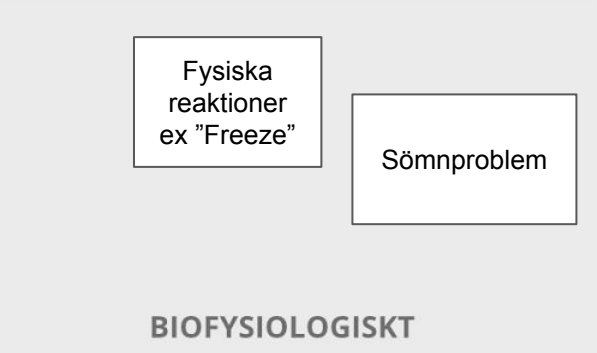 Fysiska
reaktioner
ex ”Freeze”
Sömnproblem
BIOFYSIOLOGISKT